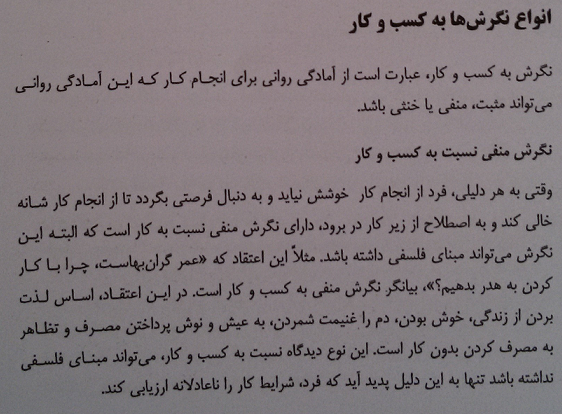 انواع نگرش‌ها به کسب و کار
نگرش به کسب و کار، عبارت است از آمادگی روانی برای انجام کار که این آمادگی روانی
می‌تواند مثبت، منفی یا خنثی باشد.
نگرش منفی نسبت به کسب و کار
وقتی به هر دلیلی، فرد از انجام کار خوشش نیاید و به دنبال فرصتی بگردد تا از انجام کار شانه
خالی کند و به اصطلاح از زیر کار در برود، دارای نگرش منفی نسبت به کار است که البته این
نگرش می‌تواند مبنای فلسفی داشته باشد. مثلاً این اعتقاد که «عمر گران‌بهاست، چرا با کار
کردن به هدر بدهیم؟»، بیانگر نگرش منفی به کسب و کار است. در این اعتقاد، اساس لذت
بردن از زندگی، خوش بودن، دم را غنیمت شمردن، به عیش و نوش پرداختن مصرف و تظاهر
به مصرف کردن بدون کار است. این نوع دیدگاه نسبت به کسب و کار، می‌تواند مبنای فلسفی
نداشته باشد تنها به این دلیل پدید آید که فرد، شرایط کار را ناعادلانه ارزیابی کند.